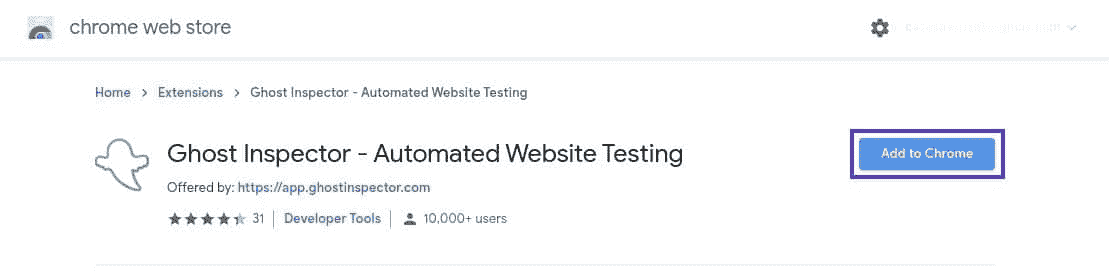 chrome web store
Home > Extensions > Ghost Inspector - Automated Website Testing
Ghost Inspector - Automated Website Testing
Add to Chrome
Offered by: https://app.ghostinspector.com
31 Developer Tools 10,000+ users